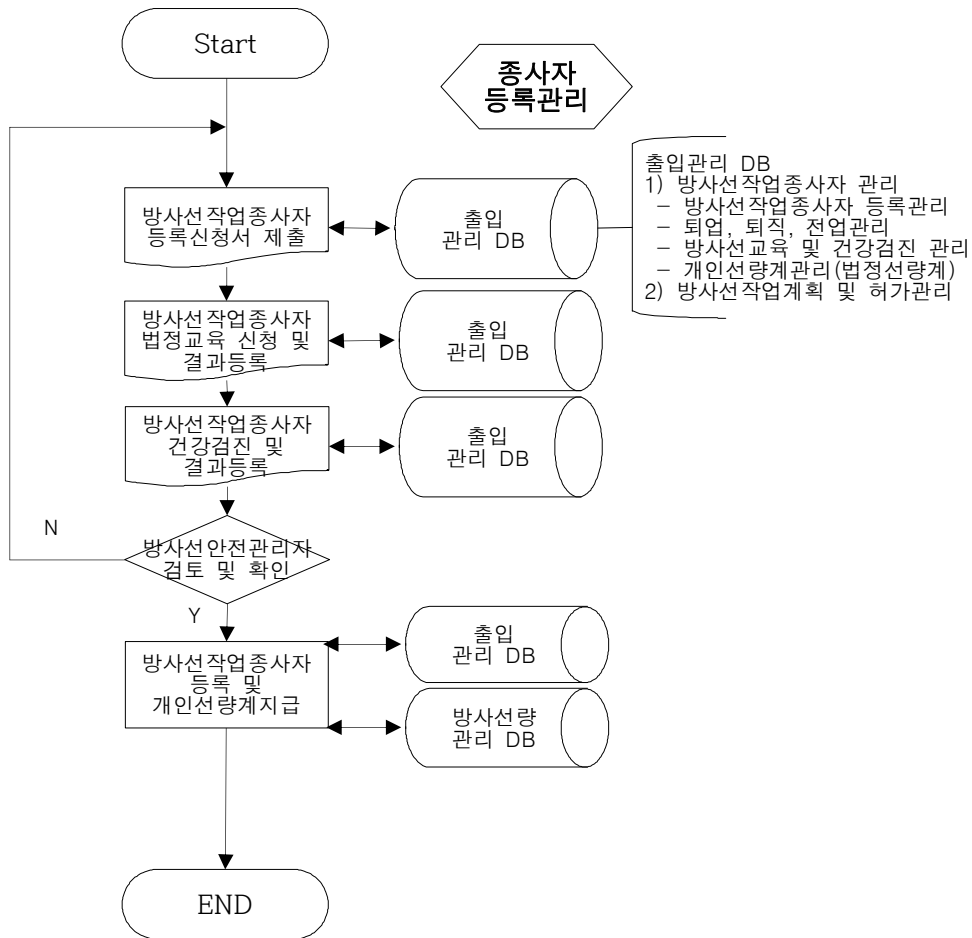 Start
종사자
등록관리
출입관리 DB
1) 방사선작업종사자 관리
- 방사선작업종사자 등록관리
- 퇴업, 퇴직, 전업관리
- 방사선교육 및 건강검진 관리
- 개인선량계관리(법정선량계)
2) 방사선작업계획 및 허가관리
방사선작업종사자
등록신청서 제출
출입
관리 DB
방사선작업종사자
법정교육 신청 및
결과등록
출입
관리 DB
방사선작업종사자
건강검진 및
결과등록
출입
관리 DB
N
방사선안전관리자
검토 및 확인
Y
방사선작업종사자
등록 및
개인선량계지급
출입
관리 DB
방사선량
관리 DB
END